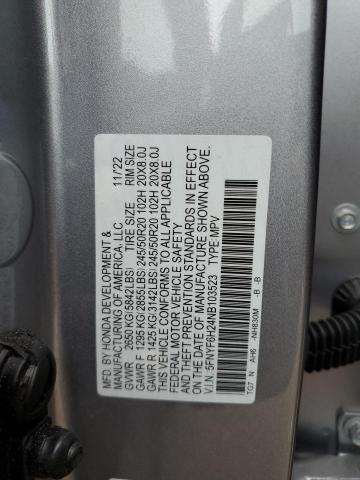 MFD. BY HONDA DEVELOPMENT &
MANUFACTURING OF AMERICA, LLC 11/22
GVWR 2650 KG(5842LBS) TIRE SIZE RIM SIZE
GAWR F 1295 KG(2855LBS)245/50R20 102H 20X8.0J
GAWR R 1425 KG(3142LBS)245/50R20 102H 20X8.0J
THIS VEHICLE CONFORMS TO ALL APPLICABLE
FEDERAL MOTOR VEHICLE SAFETY
AND THEFT PREVENTION STANDARDS IN EFFECT
ON THE DATE OF MANUFACTURE SHOWN ABOVE.
V.I.N. 5FNYF6H24NB103523 TYPE:MPV
TG7 N AH6 -NH830M -B -B